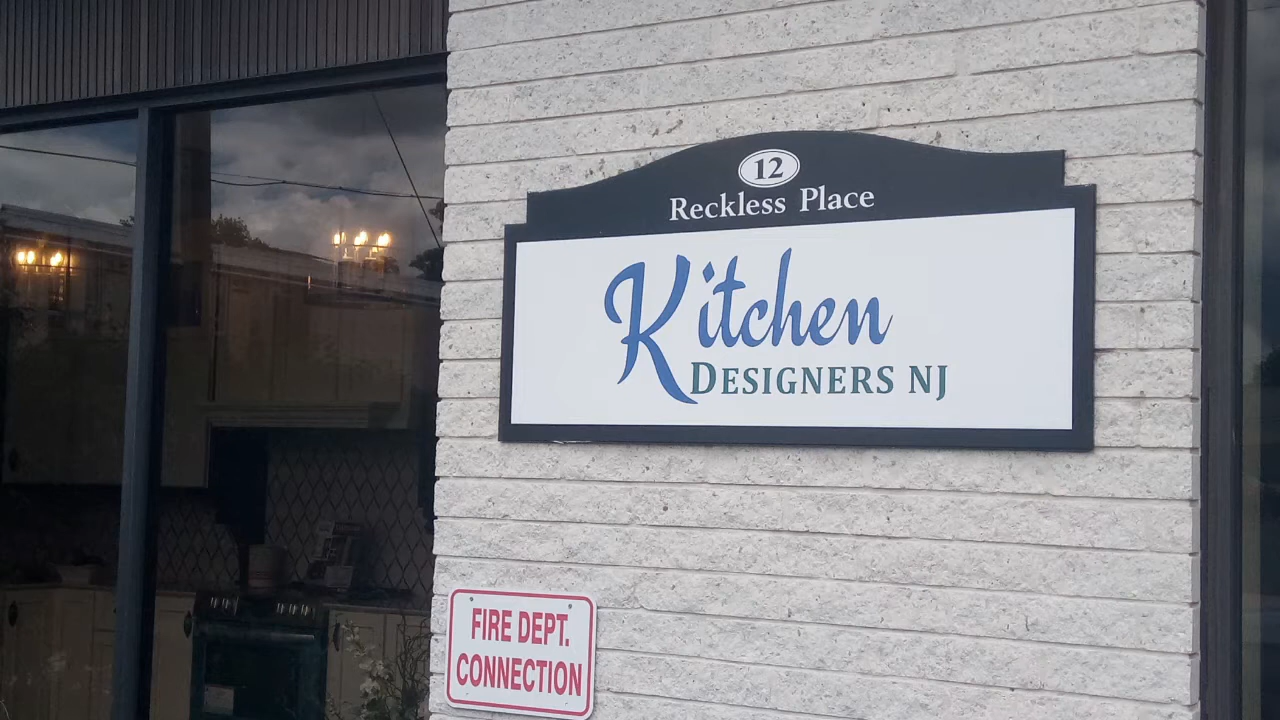 12
Reckless Place
Kitchen
DESIGNERS NJ
FIRE DEPT.
CONNECTION